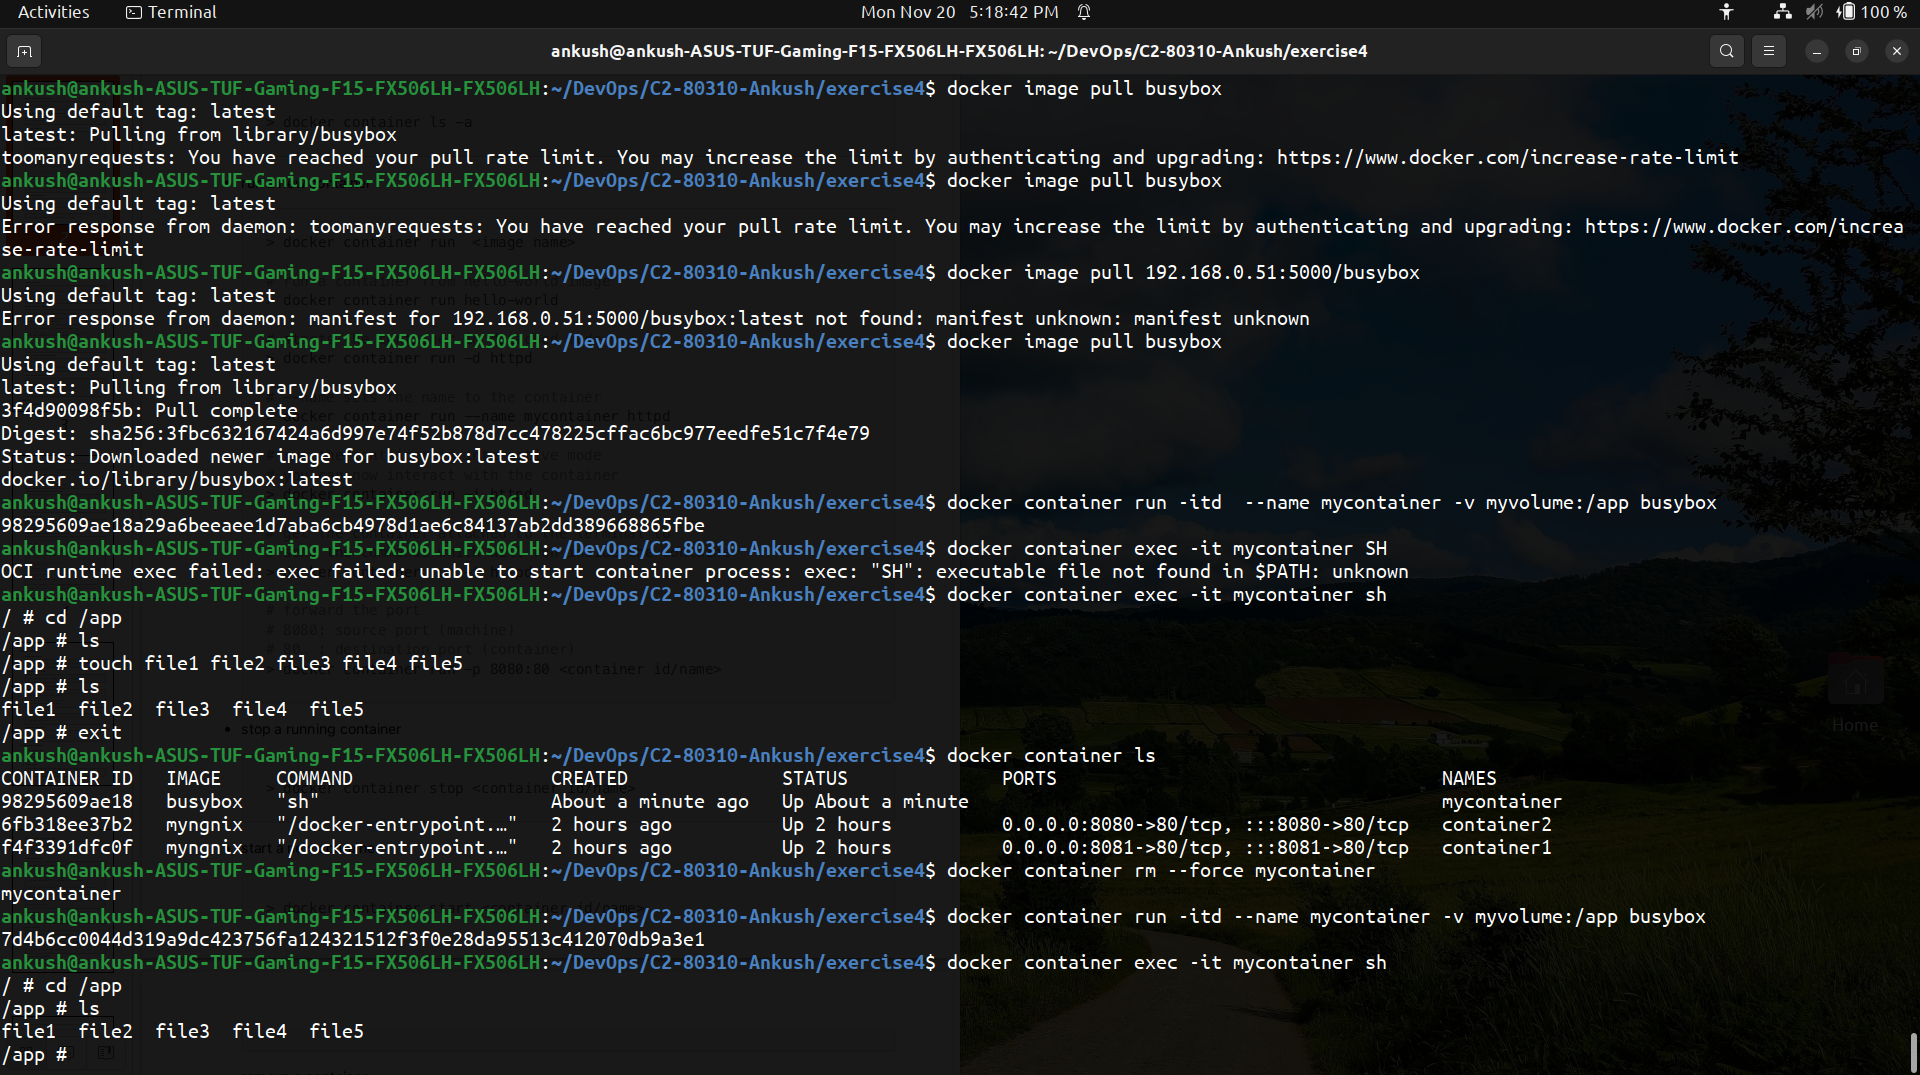 Activities Terminal Mon Nov 20 5:18:42 PM 100 %
ankush@ankush-ASUS-TUF-Gaming-F15-FX506LH-FX506LH: ~/DevOps/C2-80310-Ankush/exercise4
ankush@ankush-ASUS-TUF-Gaming-F15-FX506LH-FX506LH:~/DevOps/C2-80310-Ankush/exercise4$ docker image pull busybox
Using default tag: latest
latest: Pulling from library/busybox
toomanyrequests: You have reached your pull rate limit. You may increase the limit by authenticating and upgrading: https://www.docker.com/increase-rate-limit
ankush@ankush-ASUS-TUF-Gaming-F15-FX506LH-FX506LH:~/DevOps/C2-80310-Ankush/exercise4$ docker image pull busybox
Using default tag: latest
Error response from daemon: toomanyrequests: You have reached your pull rate limit. You may increase the limit by authenticating and upgrading: https://www.docker.com/increa
se-rate-limit
ankush@ankush-ASUS-TUF-Gaming-F15-FX506LH-FX506LH:~/DevOps/C2-80310-Ankush/exercise4$ docker image pull 192.168.0.51:5000/busybox
Using default tag: latest
Error response from daemon: manifest for 192.168.0.51:5000/busybox:latest not found: manifest unknown: manifest unknown
ankush@ankush-ASUS-TUF-Gaming-F15-FX506LH-FX506LH:~/DevOps/C2-80310-Ankush/exercise4$ docker image pull busybox
Using default tag: latest
latest: Pulling from library/busybox
3f4d90098f5b: Pull complete
Digest: sha256:3fbc632167424a6d997e74f52b878d7cc478225cffac6bc977eedfe51c7f4e79
Status: Downloaded newer image for busybox:latest
docker.io/library/busybox:latest
ankush@ankush-ASUS-TUF-Gaming-F15-FX506LH-FX506LH:~/DevOps/C2-80310-Ankush/exercise4$ docker container run -itd  --name mycontainer -v myvolume:/app busybox
98295609ae18a29a6beeaee1d7aba6cb4978d1ae6c84137ab2dd389668865fbe
ankush@ankush-ASUS-TUF-Gaming-F15-FX506LH-FX506LH:~/DevOps/C2-80310-Ankush/exercise4$ docker container exec -it mycontainer SH
OCI runtime exec failed: exec failed: unable to start container process: exec: "SH": executable file not found in $PATH: unknown
ankush@ankush-ASUS-TUF-Gaming-F15-FX506LH-FX506LH:~/DevOps/C2-80310-Ankush/exercise4$ docker container exec -it mycontainer sh
/ # cd /app
/app # ls
/app # touch file1 file2 file3 file4 file5
/app # ls
file1  file2  file3  file4  file5
/app # exit
ankush@ankush-ASUS-TUF-Gaming-F15-FX506LH-FX506LH:~/DevOps/C2-80310-Ankush/exercise4$ docker container ls
CONTAINER ID   IMAGE     COMMAND                  CREATED              STATUS              PORTS                                   NAMES
98295609ae18   busybox   "sh"                     About a minute ago   Up About a minute                                           mycontainer
6fb318ee37b2   myngnix   "/docker-entrypoint.…"   2 hours ago          Up 2 hours          0.0.0.0:8080->80/tcp, :::8080->80/tcp   container2
f4f3391dfc0f   myngnix   "/docker-entrypoint.…"   2 hours ago          Up 2 hours          0.0.0.0:8081->80/tcp, :::8081->80/tcp   container1
ankush@ankush-ASUS-TUF-Gaming-F15-FX506LH-FX506LH:~/DevOps/C2-80310-Ankush/exercise4$ docker container rm --force mycontainer
mycontainer
ankush@ankush-ASUS-TUF-Gaming-F15-FX506LH-FX506LH:~/DevOps/C2-80310-Ankush/exercise4$ docker container run -itd --name mycontainer -v myvolume:/app busybox
7d4b6cc0044d319a9dc423756fa124321512f3f0e28da95513c412070db9a3e1
ankush@ankush-ASUS-TUF-Gaming-F15-FX506LH-FX506LH:~/DevOps/C2-80310-Ankush/exercise4$ docker container exec -it mycontainer sh
/ # cd /app
/app # ls
file1  file2  file3  file4  file5
/app #
Home